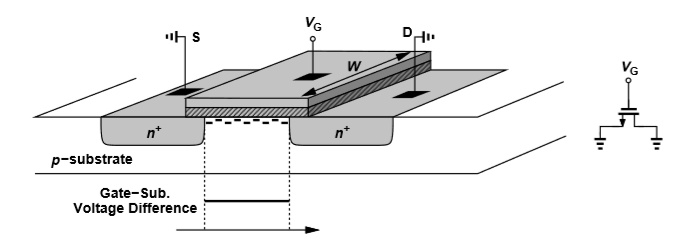 S
V_G
D
W
V_G
n+
n+
p−substrate
Gate−Sub.
Voltage Difference